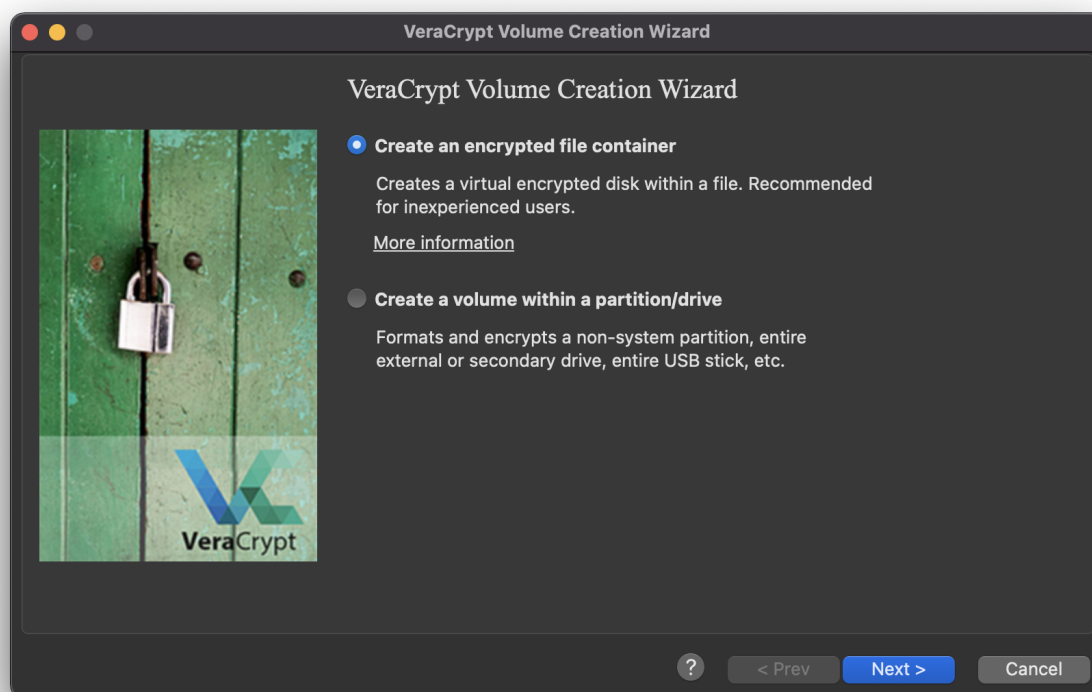 VeraCrypt Volume Creation Wizard
VeraCrypt Volume Creation Wizard
Create an encrypted file container
Creates a virtual encrypted disk within a file. Recommended
for inexperienced users.
More information
Create a volume within a partition/drive
Formats and encrypts a non-system partition, entire
external or secondary drive, entire USB stick, etc.
VeraCrypt
?
< Prev
Next >
Cancel